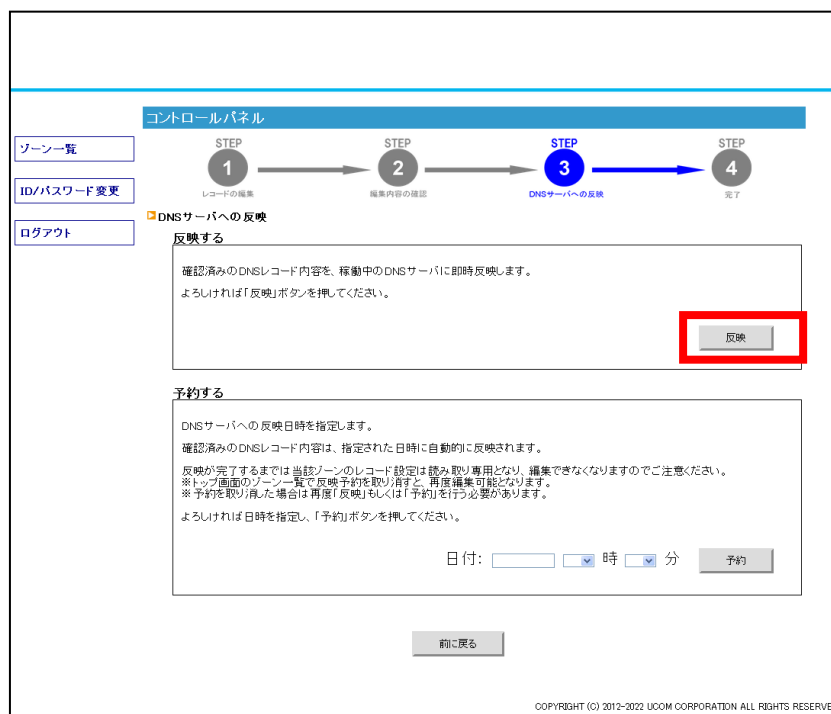 コントロールパネル
ゾーン一覧
ID/パスワード変更
ログアウト
STEP
1
レコードの編集
STEP
2
編集内容の確認
STEP
3
DNSサーバへの反映
STEP
4
完了
DNSサーバへの反映
反映する
確認済みのDNSレコード内容を、稼働中のDNSサーバに即時反映します。
よろしければ「反映」ボタンを押してください。
反映
予約する
DNSサーバへの反映日時を指定します。
確認済みのDNSレコード内容は、指定された日時に自動的に反映されます。
反映が完了するまでは当該ゾーンのレコード設定は読み取り専用となり、編集できなくなりますのでご注意ください。
※トップ画面のゾーン一覧で反映予約を取り消すと、再度編集可能となります。
※予約を取り消した場合は再度「反映」もしくは「予約」を行う必要があります。
よろしければ日時を指定し、「予約」ボタンを押してください。
日付: 時 分 予約
前に戻る
COPYRIGHT (C) 2012-2022 UCOM CORPORATION ALL RIGHTS RESERVE